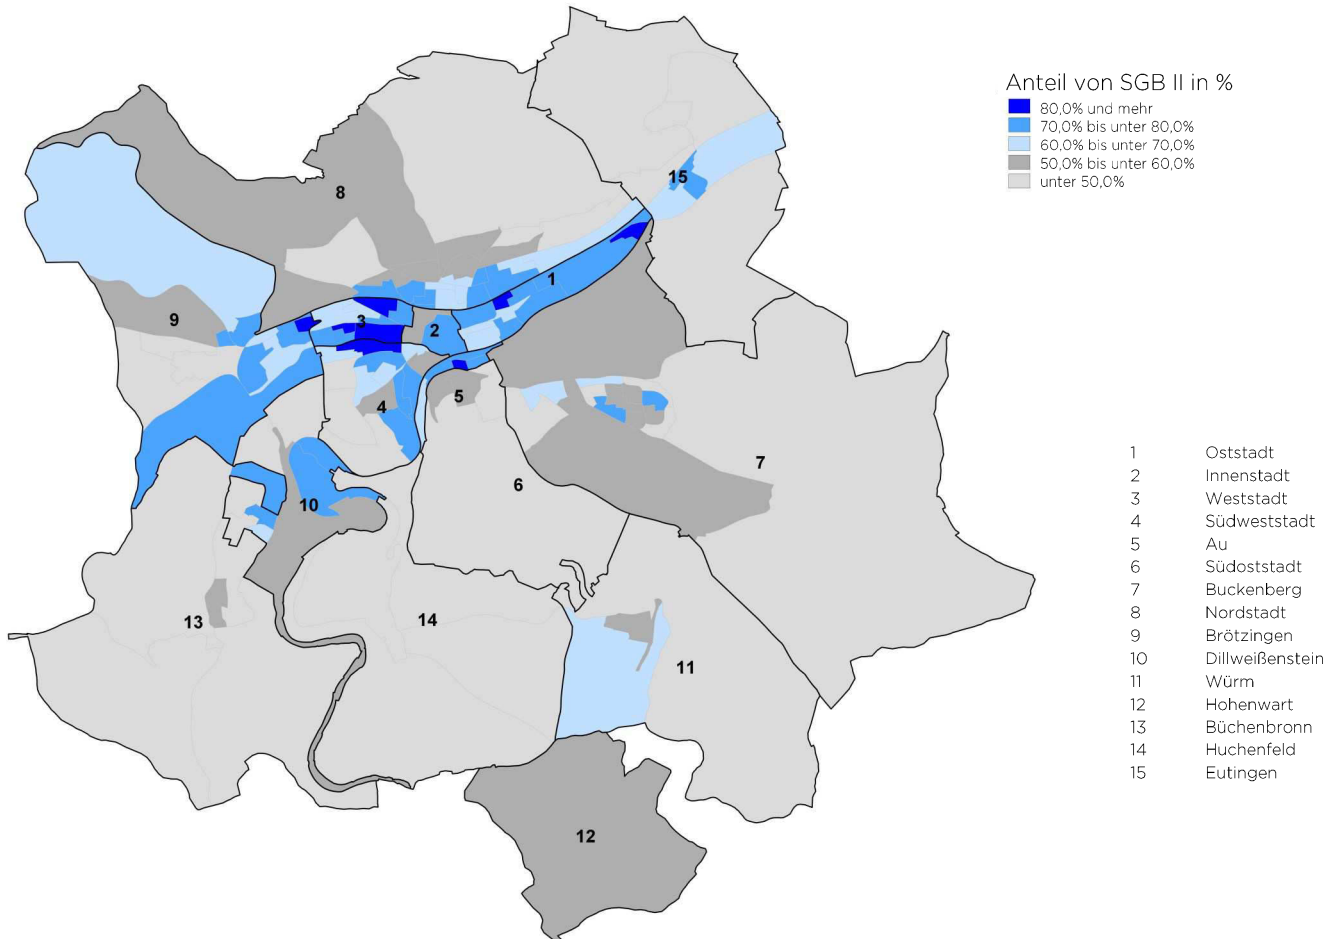 Anteil von SGB II in %
80,0% und mehr
70,0% bis unter 80,0%
60,0% bis unter 70,0%
50,0% bis unter 60,0%
unter 50,0%
15
8
1
9
3
2
5
4
7
6
10
13
14
11
12
1 Oststadt
2 Innenstadt
3 Weststadt
4 Südweststadt
5 Au
6 Südoststadt
7 Buckenberg
8 Nordstadt
9 Brötzingen
10 Dillweißenstein
11 Würm
12 Hohenwart
13 Büchenbronn
14 Huchenfeld
15 Eutingen